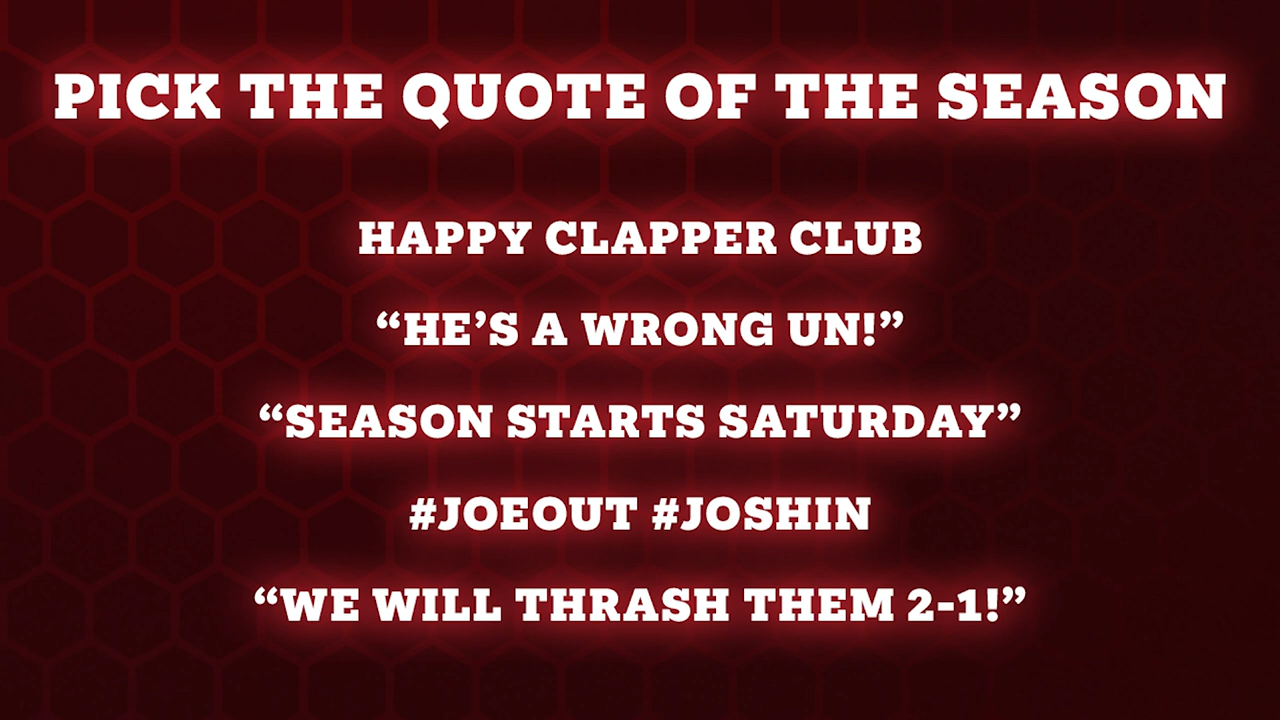 PICK THE QUOTE OF THE SEASON
HAPPY CLAPPER CLUB
“HE’S A WRONG UN!”
“SEASON STARTS SATURDAY”
#JOEOUT #JOSHIN
“WE WILL THRASH THEM 2-1!”